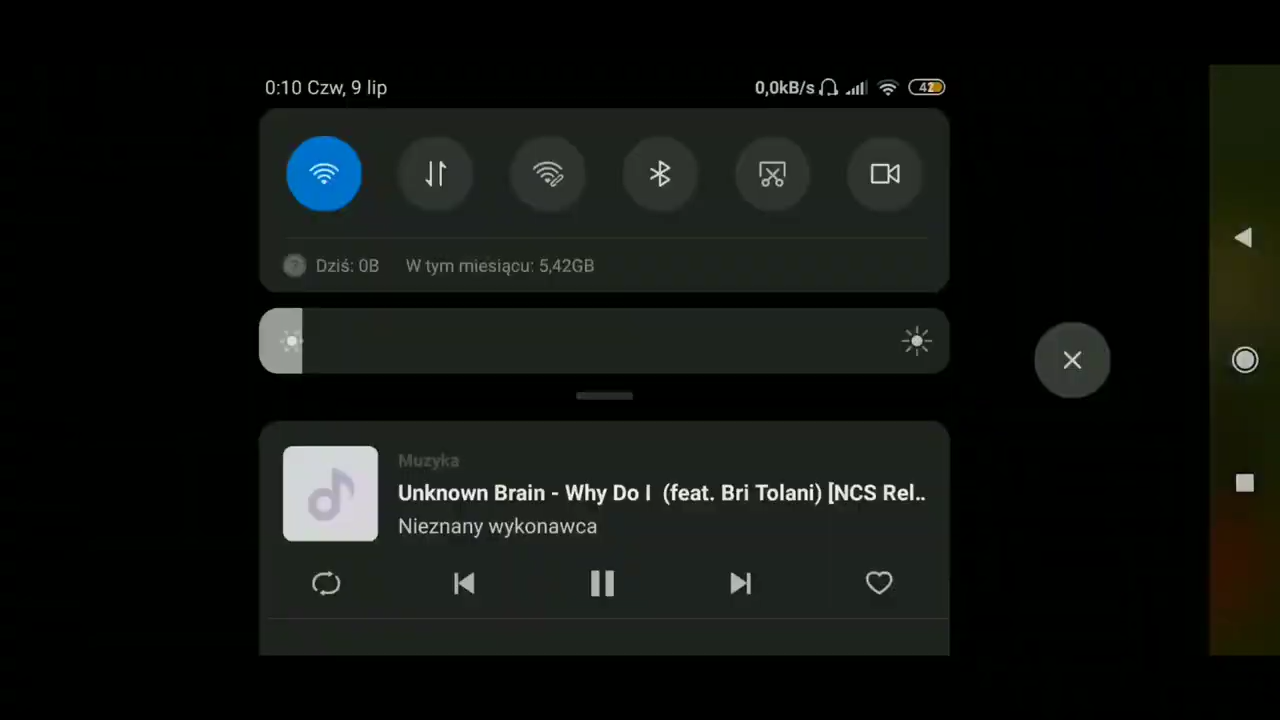 0:10 Czw, 9 lip
0,0kB/s 42
Dziś: 0B W tym miesiącu: 5,42GB
Muzyka
Unknown Brain - Why Do I (feat. Bri Tolani) [NCS Rel..
Nieznany wykonawca